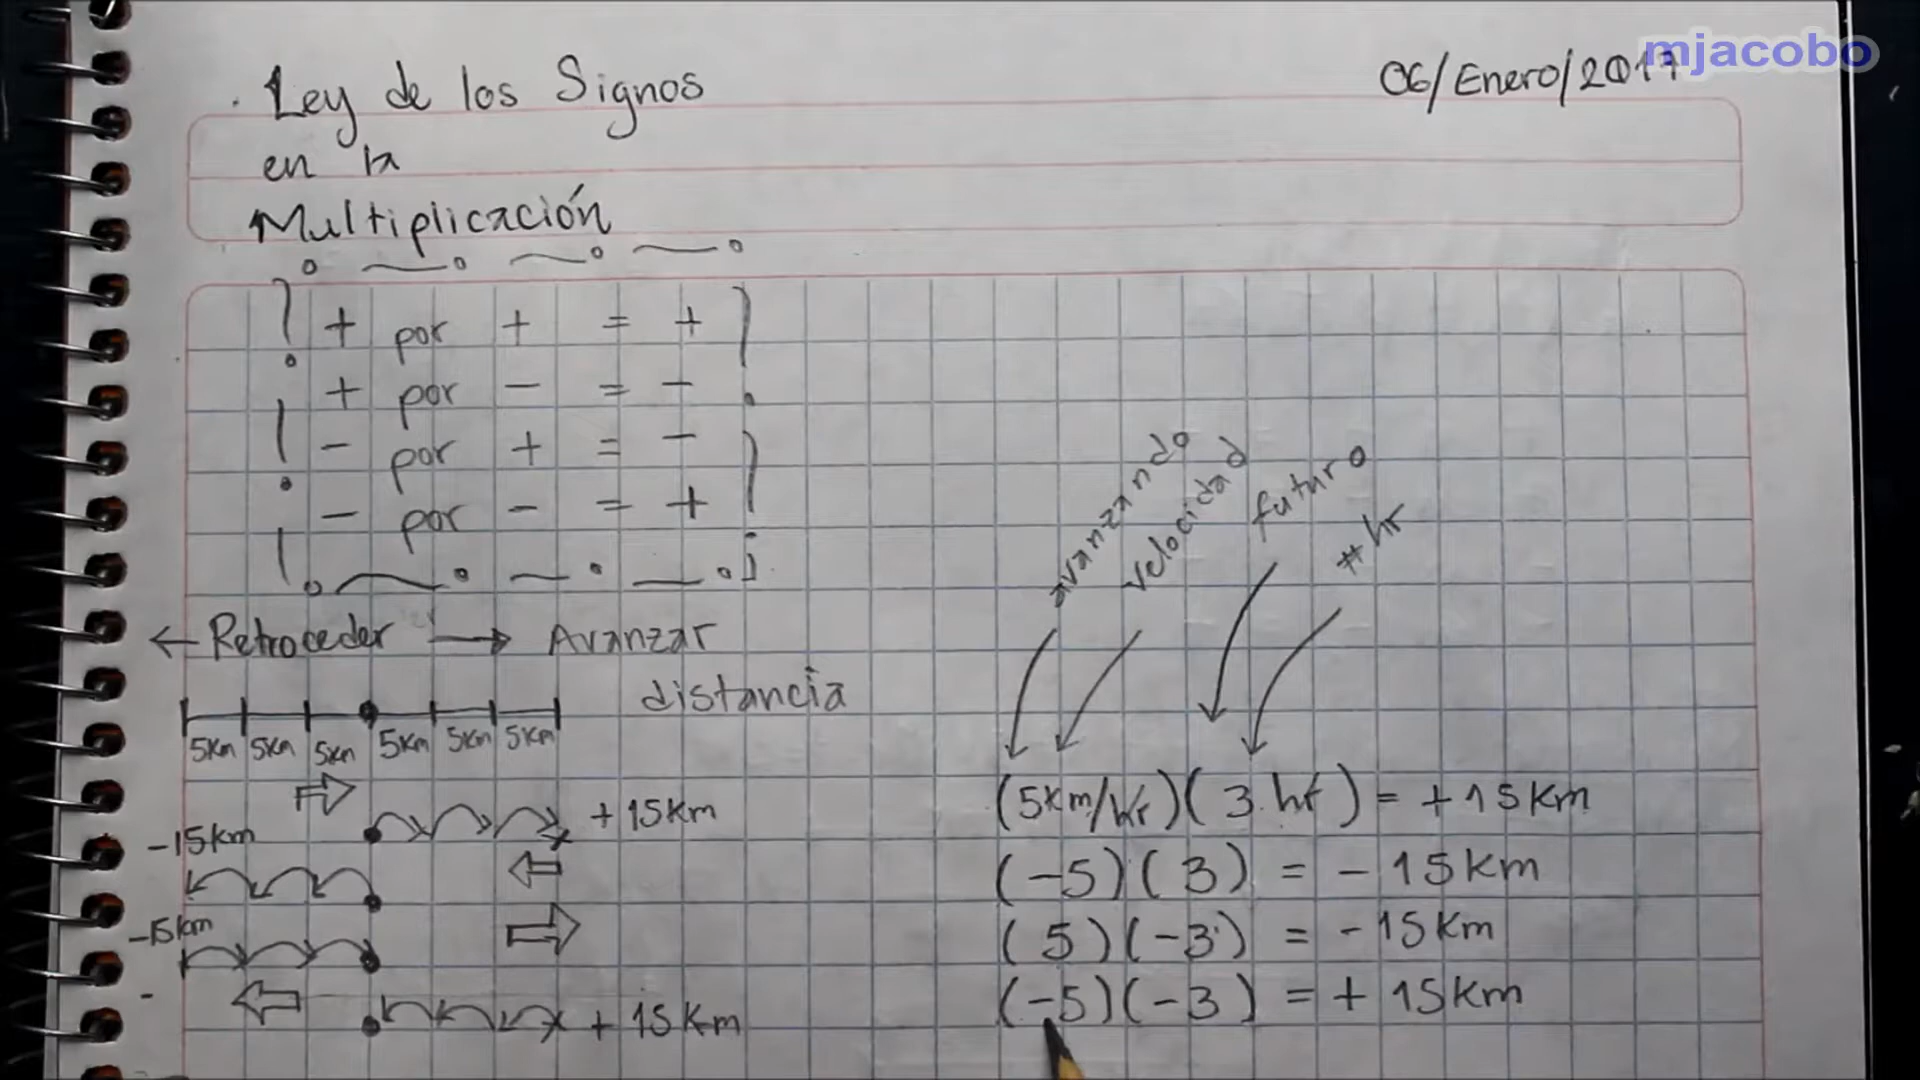 mjacobo
Ley de los Signos
06/Enero/2017
en la
Multiplicación
+ por + = +
+ por - = -
- por + = -
- por - = +
avanzando
velocidad
futuro
# hr
← Retroceder → Avanzar
distancia
5Km 5Km 5Km 5Km 5Km 5Km
+15Km
-15Km
-15Km
+15Km
(5Km/hr)(3 hr) = +15Km
(-5)(3) = -15Km
(5)(-3) = -15Km
(-5)(-3) = +15Km